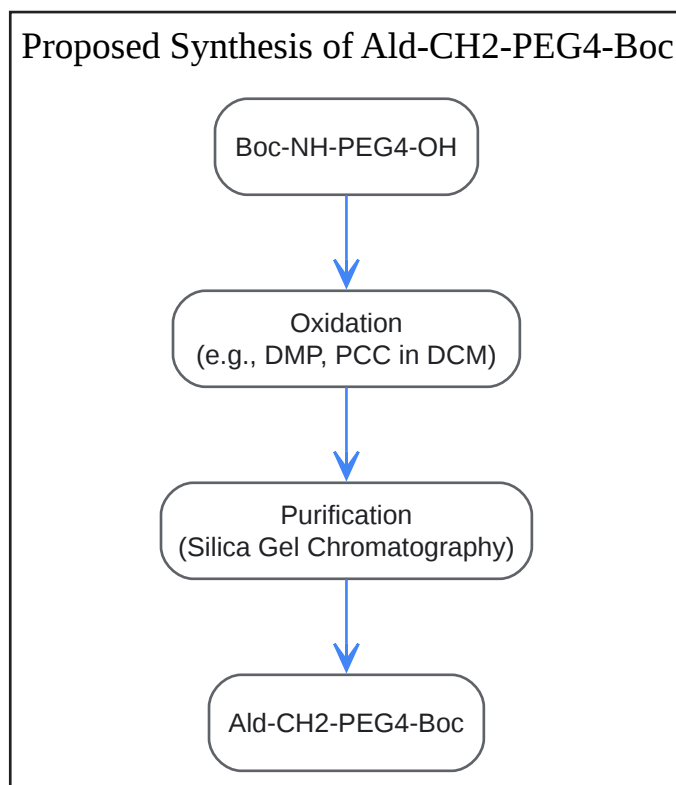 Proposed Synthesis of Ald-CH2-PEG4-Boc
Boc-NH-PEG4-OH
Oxidation
(e.g., DMP, PCC in DCM)
Purification
(Silica Gel Chromatography)
Ald-CH2-PEG4-Boc